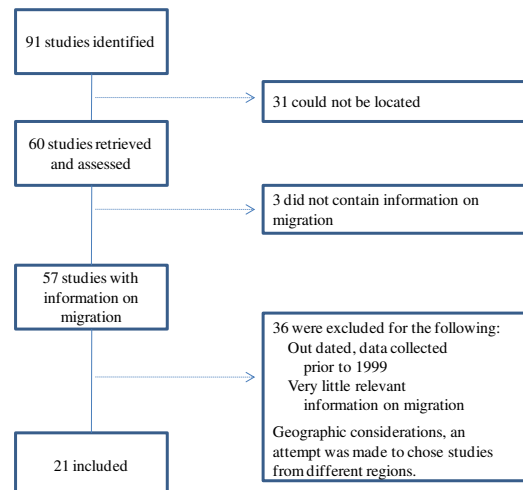 91 studies identified
31 could not be located
60 studies retrieved
and assessed
3 did not contain information on
migration
57 studies with
information on
migration
36 were excluded for the following:
Out dated, data collected
prior to 1999
Very little relevant
information on migration
Geographic considerations, an
attempt was made to chose studies
from different regions.
21 included